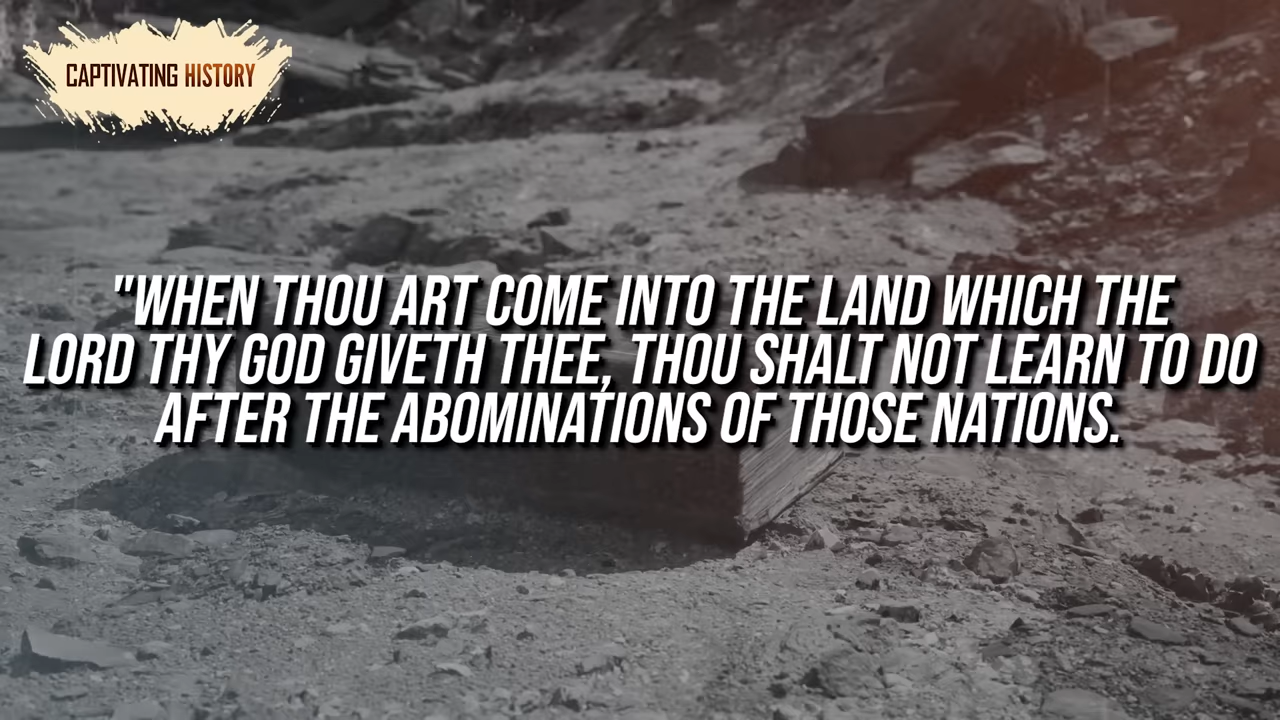 CAPTIVATING HISTORY
"WHEN THOU ART COME INTO THE LAND WHICH THE
LORD THY GOD GIVETH THEE, THOU SHALT NOT LEARN TO DO
AFTER THE ABOMINATIONS OF THOSE NATIONS.